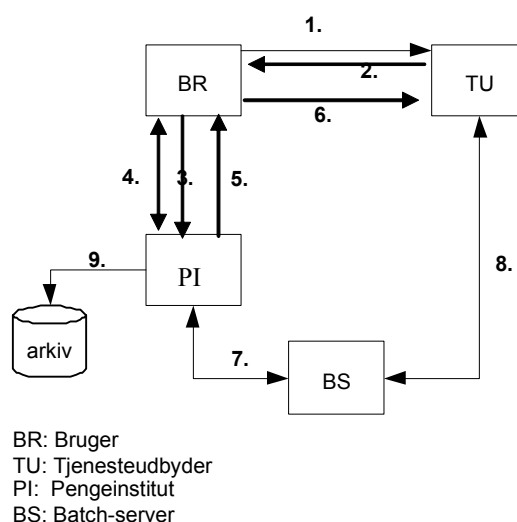 1.
BR
2.
TU
6.
4.
3.
5.
9.
PI
8.
arkiv
7.
BS
BR: Bruger
TU: Tjenesteudbyder
PI: Pengeinstitut
BS: Batch-server